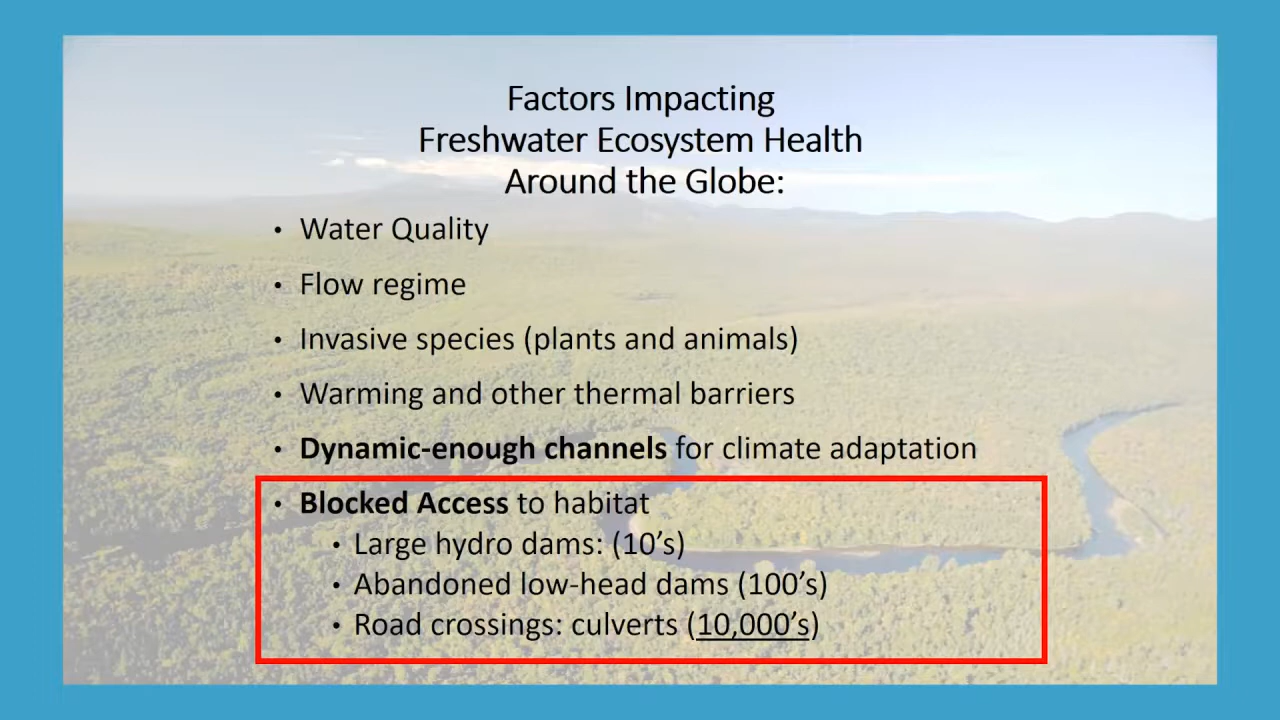 Factors Impacting
Freshwater Ecosystem Health
Around the Globe:
• Water Quality
• Flow regime
• Invasive species (plants and animals)
• Warming and other thermal barriers
• Dynamic-enough channels for climate adaptation
• Blocked Access to habitat
• Large hydro dams: (10’s)
• Abandoned low-head dams (100’s)
• Road crossings: culverts (10,000’s)